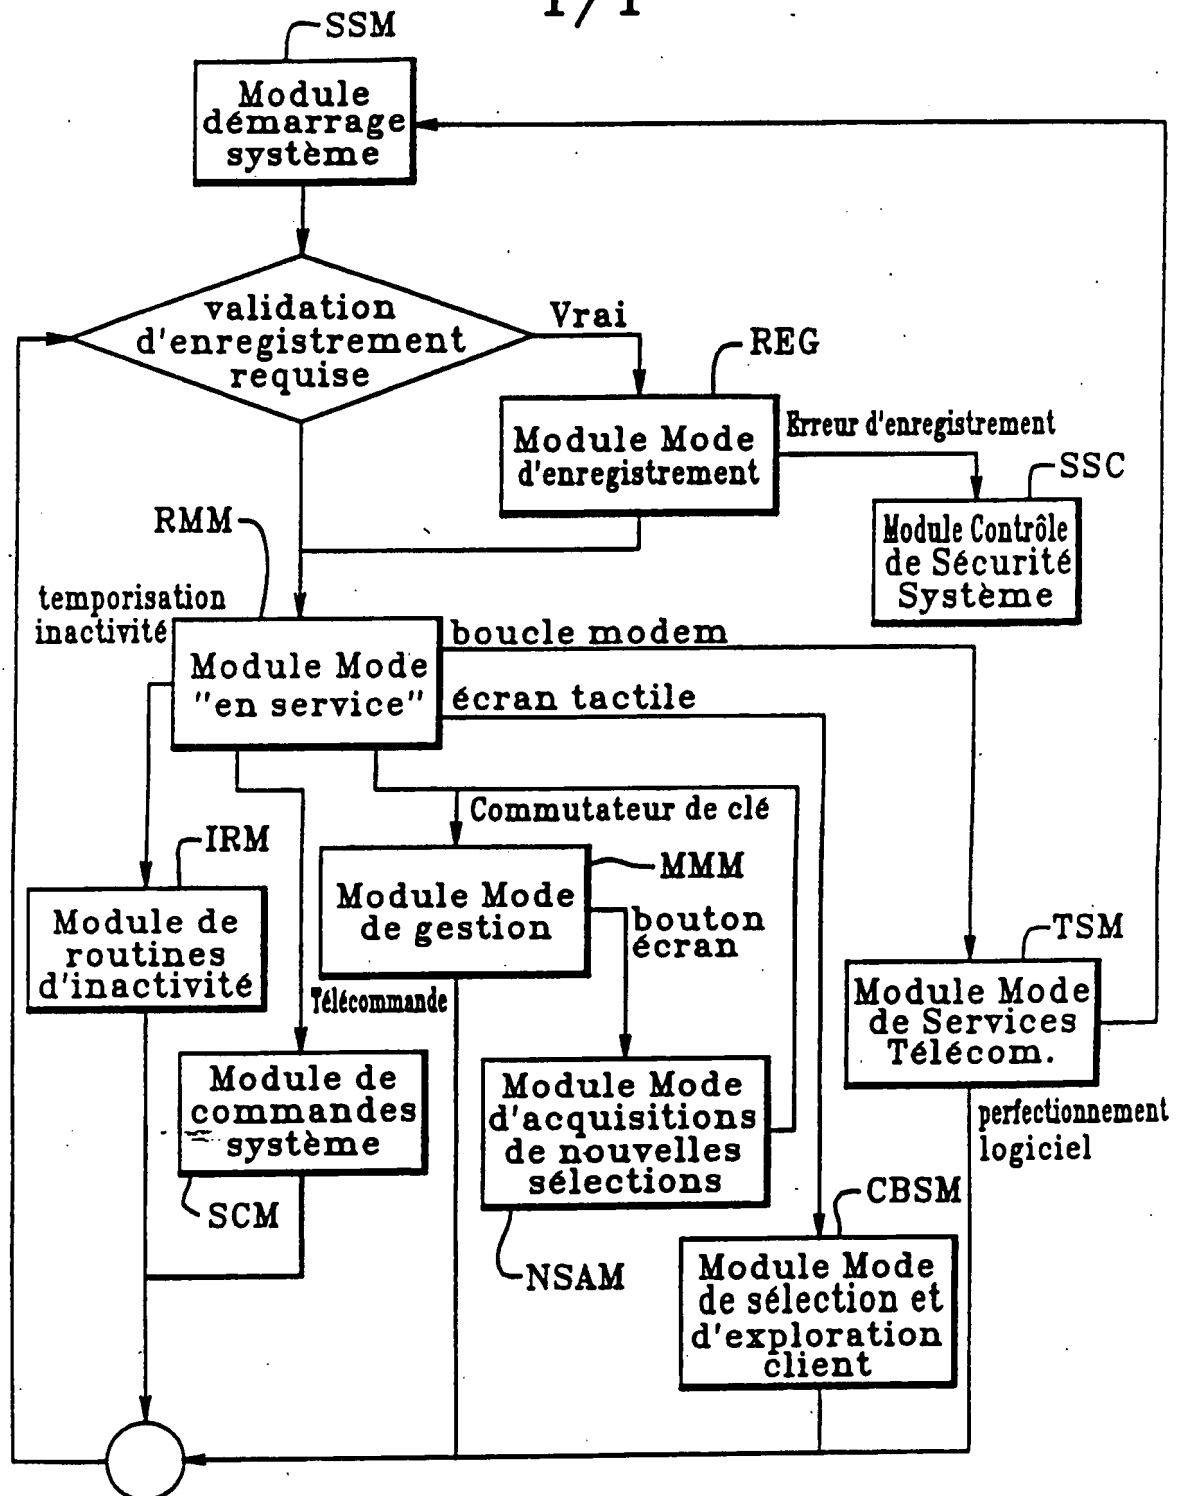 1/1
SSM
Module
démarrage
système
validation
d'enregistrement
requise
Vrai
REG
Module Mode
d'enregistrement
Erreur d'enregistrement
SSC
Module Contrôle
de Sécurité
Système
RMM
temporisation
inactivité
Module Mode
"en service"
boucle modem
écran tactile
Commutateur de clé
IRM
Module de
routines
d'inactivité
MMM
Module Mode
de gestion
bouton
écran
Télécommande
TSM
Module Mode
de Services
Télécom.
Module de
commandes
système
SCM
Module Mode
d'acquisitions
de nouvelles
sélections
NSAM
perfectionnement
logiciel
CBSM
Module Mode
de sélection et
d'exploration
client